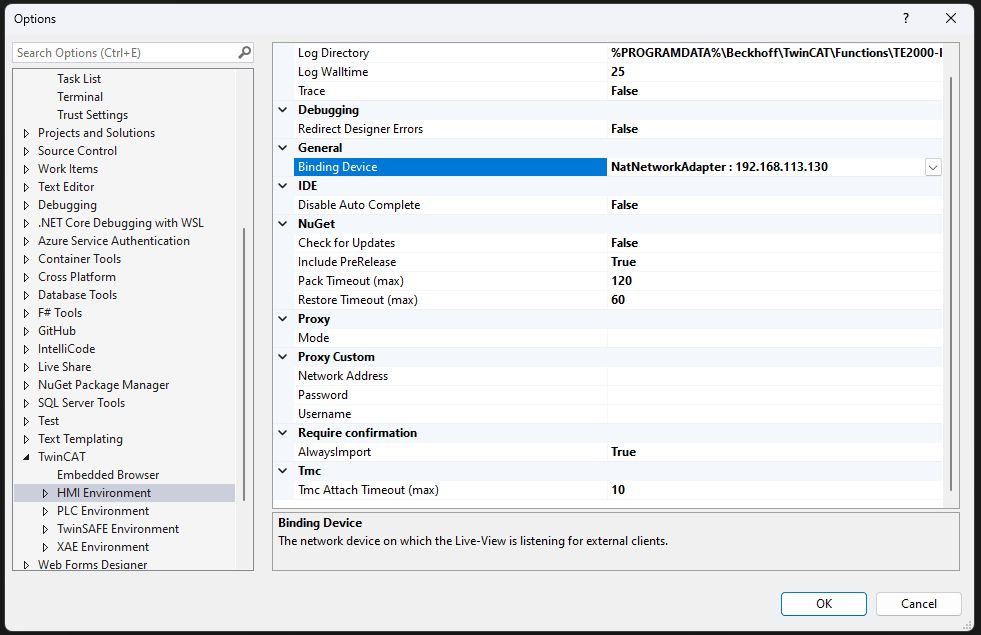 Options
?
Search Options (Ctrl+E)
Task List
Terminal
Trust Settings
Projects and Solutions
Source Control
Work Items
Text Editor
Debugging
.NET Core Debugging with WSL
Azure Service Authentication
Container Tools
Cross Platform
Database Tools
F# Tools
GitHub
IntelliCode
Live Share
NuGet Package Manager
SQL Server Tools
Test
Text Templating
TwinCAT
Embedded Browser
HMI Environment
PLC Environment
TwinSAFE Environment
XAE Environment
Web Forms Designer
Log Directory %PROGRAMDATA%\Beckhoff\TwinCAT\Functions\TE2000-
Log Walltime 25
Trace False
Debugging
Redirect Designer Errors False
General
Binding Device NatNetworkAdapter : 192.168.113.130
IDE
Disable Auto Complete False
NuGet
Check for Updates False
Include PreRelease True
Pack Timeout (max) 120
Restore Timeout (max) 60
Proxy
Mode
Proxy Custom
Network Address
Password
Username
Require confirmation
AlwaysImport True
Tmc
Tmc Attach Timeout (max) 10
Binding Device
The network device on which the Live-View is listening for external clients.
OK
Cancel